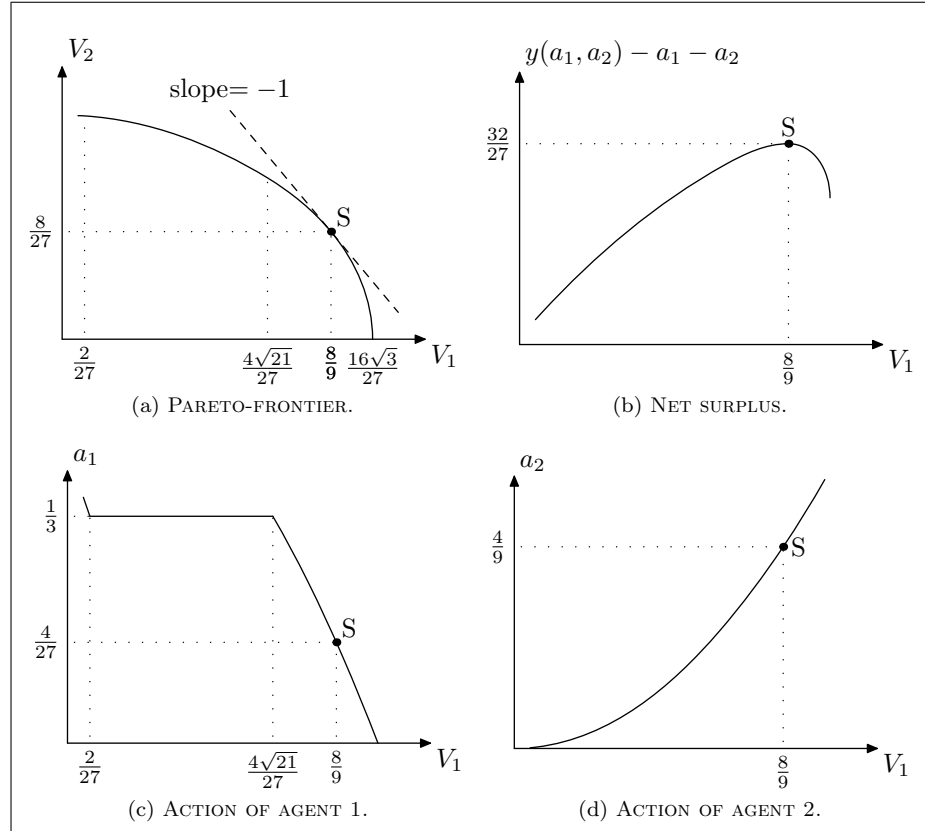 V₂
slope= −1
S
8/27
2/27
4√21/27
8/9
16√3/27
V₁
(a) PARETO-FRONTIER.
y(a₁, a₂) − a₁ − a₂
32/27
S
8/9
V₁
(b) NET SURPLUS.
a₁
1/3
S
4/27
2/27
4√21/27
8/9
V₁
(c) ACTION OF AGENT 1.
a₂
4/9
S
8/9
V₁
(d) ACTION OF AGENT 2.